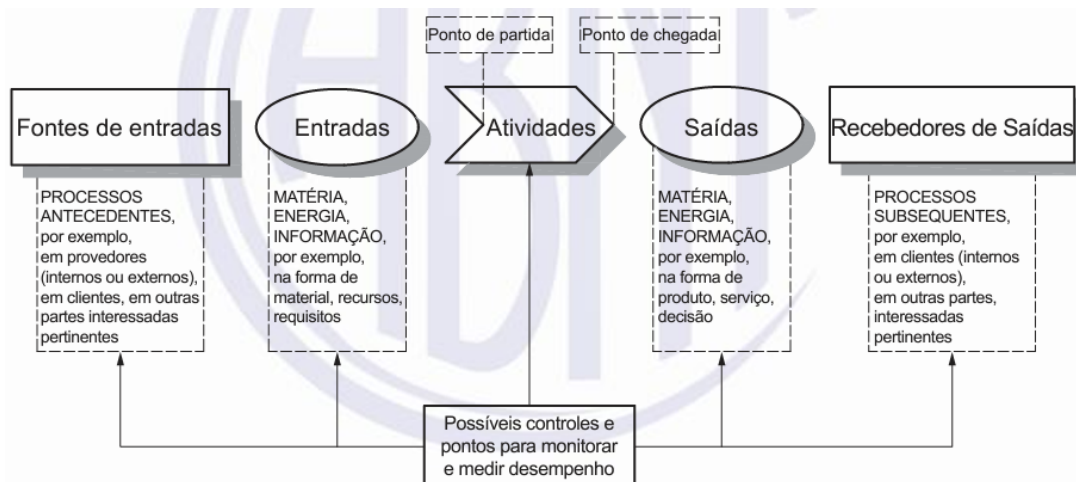 Ponto de partida
Ponto de chegada
Fontes de entradas
Entradas
Atividades
Saídas
Recebedores de Saídas
PROCESSOS
ANTECEDENTES,
por exemplo,
em provedores
(internos ou externos),
em clientes, em outras
partes interessadas
pertinentes
MATÉRIA,
ENERGIA,
INFORMAÇÃO,
por exemplo,
na forma de
material, recursos,
requisitos
MATÉRIA,
ENERGIA,
INFORMAÇÃO,
por exemplo,
na forma de
produto, serviço,
decisão
PROCESSOS
SUBSEQUENTES,
por exemplo,
em clientes (internos
ou externos),
em outras partes,
interessadas
pertinentes
Possíveis controles e
pontos para monitorar
e medir desempenho
ABNT